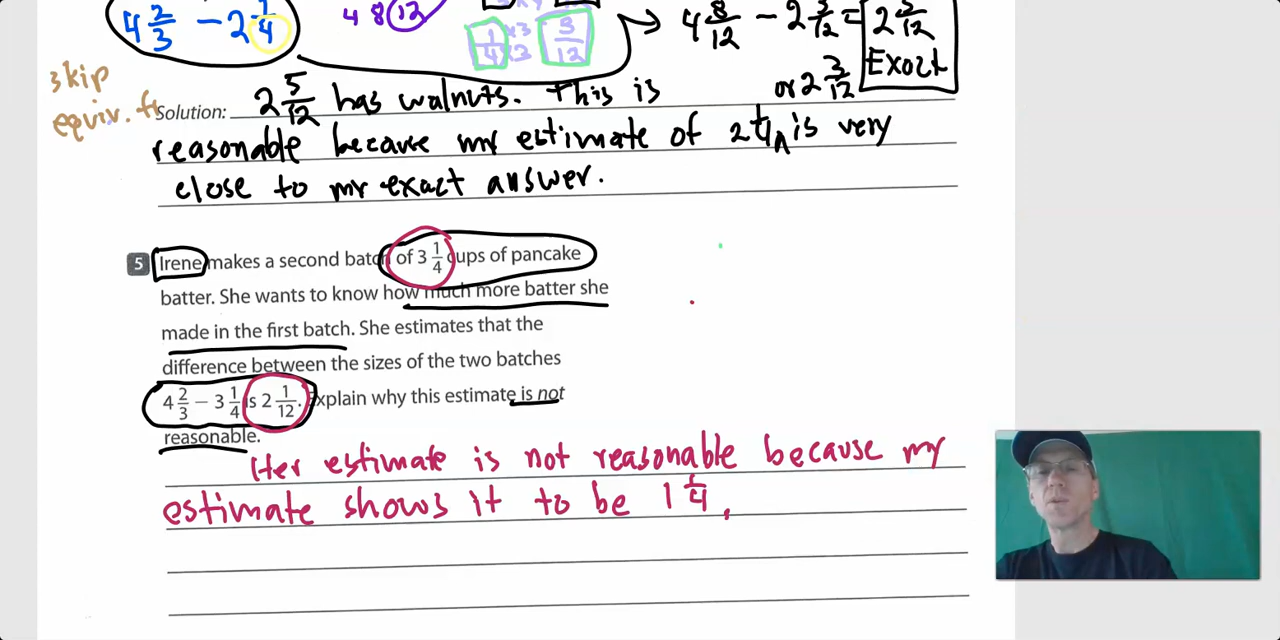 4 2/3 - 2 1/4
4 8 12
1/4 x3 x3 3/12
4 8/12 - 2 3/12 = 2 5/12
Exact
or 2 3/12
skip
equiv. fr
Solution: 2 5/12 has walnuts. This is
reasonable because my estimate of 2 1/4 is very
close to my exact answer.
5 Irene makes a second batch of 3 1/4 cups of pancake
batter. She wants to know how much more batter she
made in the first batch. She estimates that the
difference between the sizes of the two batches
4 2/3 - 3 1/4 is 2 1/12. Explain why this estimate is not
reasonable.
Her estimate is not reasonable because my
estimate shows it to be 1 1/4.